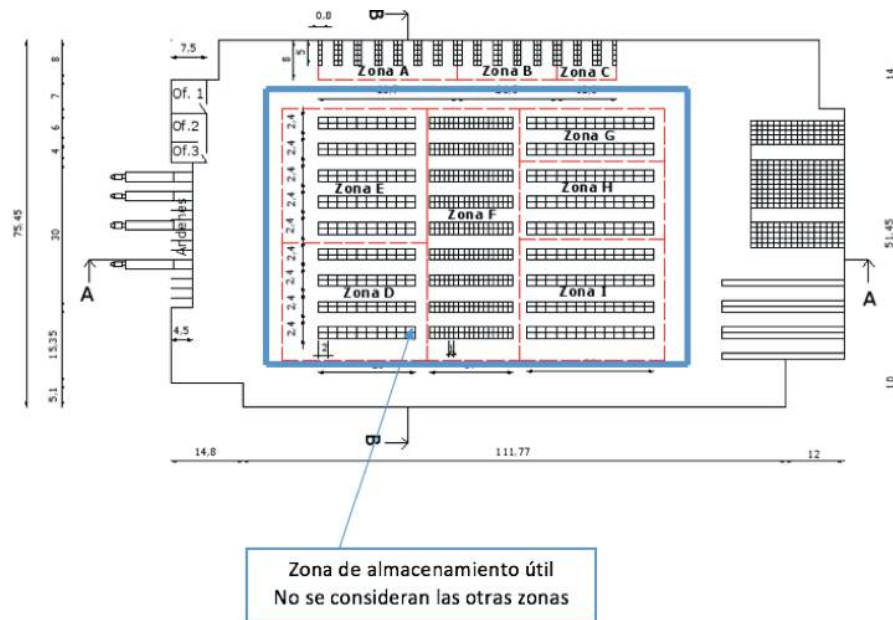 B
0,8
7,5
8
5
8
14
Zona A
Zona B
Zona C
Of. 1
7
Of.2
6
Of.3
4
2,4
2,4
2,4
2,4
2,4
2,4
2,4
2,4
Zona G
Zona E
Zona H
Zona F
Zona D
Zona I
75,45
30
Andenes
51,45
A
A
4,5
15,35
5,1
10
B
14,8
111,77
12
Zona de almacenamiento útil
No se consideran las otras zonas